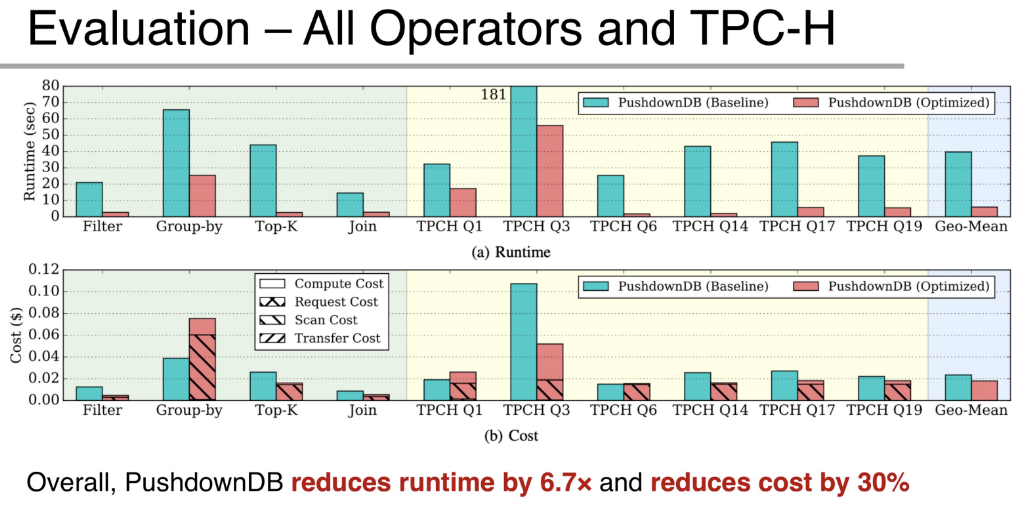 Evaluation – All Operators and TPC-H
Runtime (sec)
80
70
60
50
40
30
20
10
0
181
PushdownDB (Baseline) PushdownDB (Optimized)
Filter Group-by Top-K Join TPCH Q1 TPCH Q3 TPCH Q6 TPCH Q14 TPCH Q17 TPCH Q19 Geo-Mean
(a) Runtime
Cost ($)
0.12
0.10
0.08
0.06
0.04
0.02
0.00
Compute Cost
Request Cost
Scan Cost
Transfer Cost
PushdownDB (Baseline) PushdownDB (Optimized)
Filter Group-by Top-K Join TPCH Q1 TPCH Q3 TPCH Q6 TPCH Q14 TPCH Q17 TPCH Q19 Geo-Mean
(b) Cost
Overall, PushdownDB reduces runtime by 6.7× and reduces cost by 30%